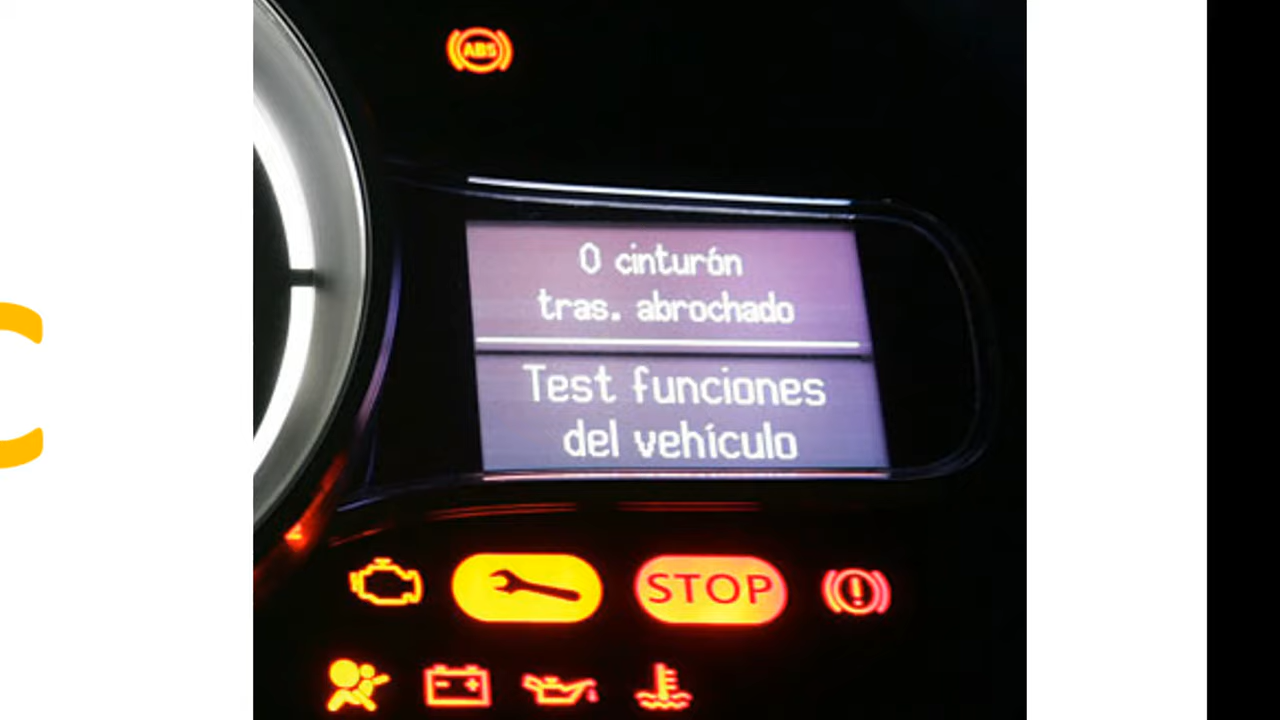 ABS
0 cinturón
tras. abrochado
Test funciones
del vehículo
STOP